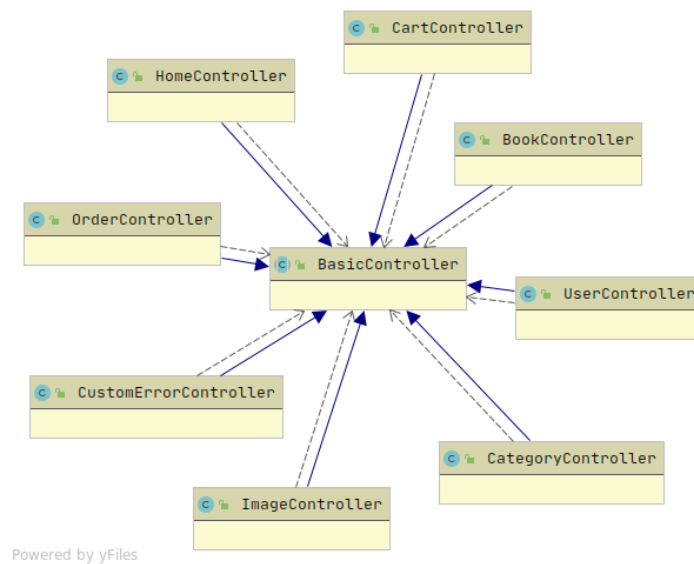 CartController
HomeController
BookController
OrderController
BasicController
UserController
CustomErrorController
CategoryController
ImageController
Powered by yFiles